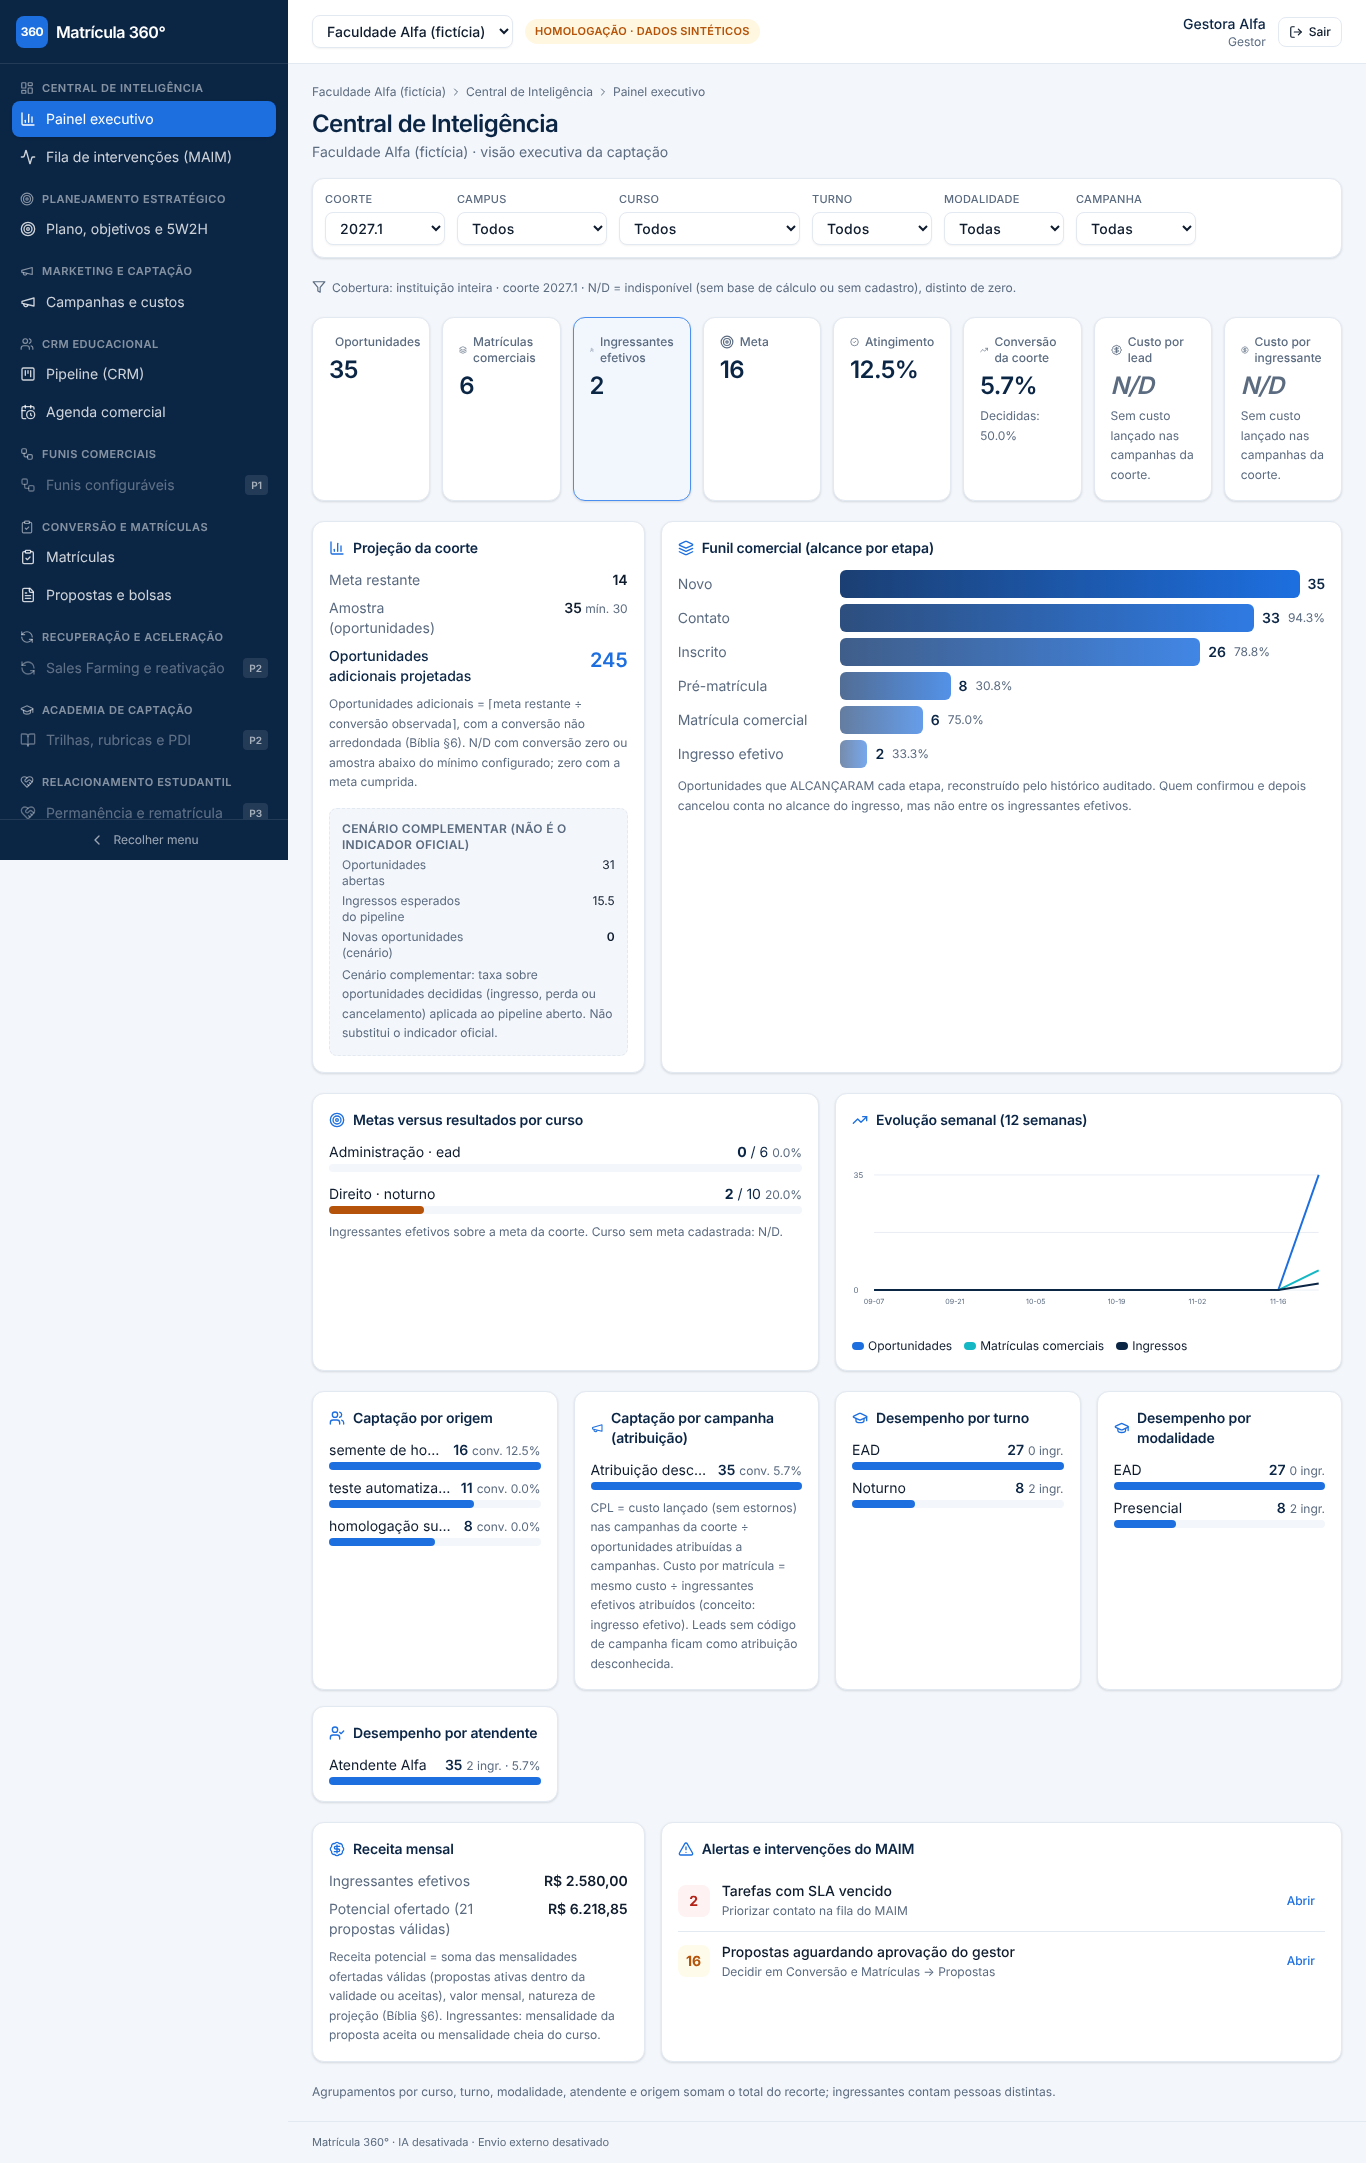 360 Matrícula 360°
CENTRAL DE INTELIGÊNCIA
Painel executivo
Fila de intervenções (MAIM)
PLANEJAMENTO ESTRATÉGICO
Plano, objetivos e 5W2H
MARKETING E CAPTAÇÃO
Campanhas e custos
CRM EDUCACIONAL
Pipeline (CRM)
Agenda comercial
FUNIS COMERCIAIS
Funis configuráveis P1
CONVERSÃO E MATRÍCULAS
Matrículas
Propostas e bolsas
RECUPERAÇÃO E ACELERAÇÃO
Sales Farming e reativação P2
ACADEMIA DE CAPTAÇÃO
Trilhas, rubricas e PDI P2
RELACIONAMENTO ESTUDANTIL
Permanência e rematrícula P3
Recolher menu
Faculdade Alfa (fictícia) HOMOLOGAÇÃO · DADOS SINTÉTICOS
Gestora Alfa
Gestor
Sair
Faculdade Alfa (fictícia) > Central de Inteligência > Painel executivo
Central de Inteligência
Faculdade Alfa (fictícia) · visão executiva da captação
COORTE CAMPUS CURSO TURNO MODALIDADE CAMPANHA
2027.1 Todos Todos Todos Todas Todas
Cobertura: instituição inteira · coorte 2027.1 · N/D = indisponível (sem base de cálculo ou sem cadastro), distinto de zero.
Oportunidades
35
Matrículas
comerciais
6
Ingressantes
efetivos
2
Meta
16
Atingimento
12.5%
Conversão
da coorte
5.7%
Decididas:
50.0%
Custo por
lead
N/D
Sem custo
lançado nas
campanhas da
coorte.
Custo por
ingressante
N/D
Sem custo
lançado nas
campanhas da
coorte.
Projeção da coorte
Meta restante 14
Amostra
(oportunidades) 35 mín. 30
Oportunidades
adicionais projetadas 245
Oportunidades adicionais = ⌈meta restante ÷
conversão observada⌉, com a conversão não
arredondada (Bíblia §6). N/D com conversão zero ou
amostra abaixo do mínimo configurado; zero com a
meta cumprida.
CENÁRIO COMPLEMENTAR (NÃO É O
INDICADOR OFICIAL)
Oportunidades
abertas 31
Ingressos esperados
do pipeline 15.5
Novas oportunidades
(cenário) 0
Cenário complementar: taxa sobre
oportunidades decididas (ingresso, perda ou
cancelamento) aplicada ao pipeline aberto. Não
substitui o indicador oficial.
Funil comercial (alcance por etapa)
Novo 35
Contato 33 94.3%
Inscrito 26 78.8%
Pré-matrícula 8 30.8%
Matrícula comercial 6 75.0%
Ingresso efetivo 2 33.3%
Oportunidades que ALCANÇARAM cada etapa, reconstruído pelo histórico auditado. Quem confirmou e depois
cancelou conta no alcance do ingresso, mas não entre os ingressantes efetivos.
Metas versus resultados por curso
Administração · ead 0 / 6 0.0%
Direito · noturno 2 / 10 20.0%
Ingressantes efetivos sobre a meta da coorte. Curso sem meta cadastrada: N/D.
Evolução semanal (12 semanas)
35
0
09-07 09-21 10-05 10-19 11-02 11-16
Oportunidades Matrículas comerciais Ingressos
Captação por origem
semente de ho... 16 conv. 12.5%
teste automatiza... 11 conv. 0.0%
homologação su... 8 conv. 0.0%
Captação por campanha
(atribuição)
Atribuição desc... 35 conv. 5.7%
CPL = custo lançado (sem estornos)
nas campanhas da coorte ÷
oportunidades atribuídas a
campanhas. Custo por matrícula =
mesmo custo ÷ ingressantes
efetivos atribuídos (conceito:
ingresso efetivo). Leads sem código
de campanha ficam como atribuição
desconhecida.
Desempenho por turno
EAD 27 0 ingr.
Noturno 8 2 ingr.
Desempenho por
modalidade
EAD 27 0 ingr.
Presencial 8 2 ingr.
Desempenho por atendente
Atendente Alfa 35 2 ingr. · 5.7%
Receita mensal
Ingressantes efetivos R$ 2.580,00
Potencial ofertado (21
propostas válidas) R$ 6.218,85
Receita potencial = soma das mensalidades
ofertadas válidas (propostas ativas dentro da
validade ou aceitas), valor mensal, natureza de
projeção (Bíblia §6). Ingressantes: mensalidade da
proposta aceita ou mensalidade cheia do curso.
Alertas e intervenções do MAIM
2 Tarefas com SLA vencido
Priorizar contato na fila do MAIM
Abrir
16 Propostas aguardando aprovação do gestor
Decidir em Conversão e Matrículas → Propostas
Abrir
Agrupamentos por curso, turno, modalidade, atendente e origem somam o total do recorte; ingressantes contam pessoas distintas.
Matrícula 360° · IA desativada · Envio externo desativado